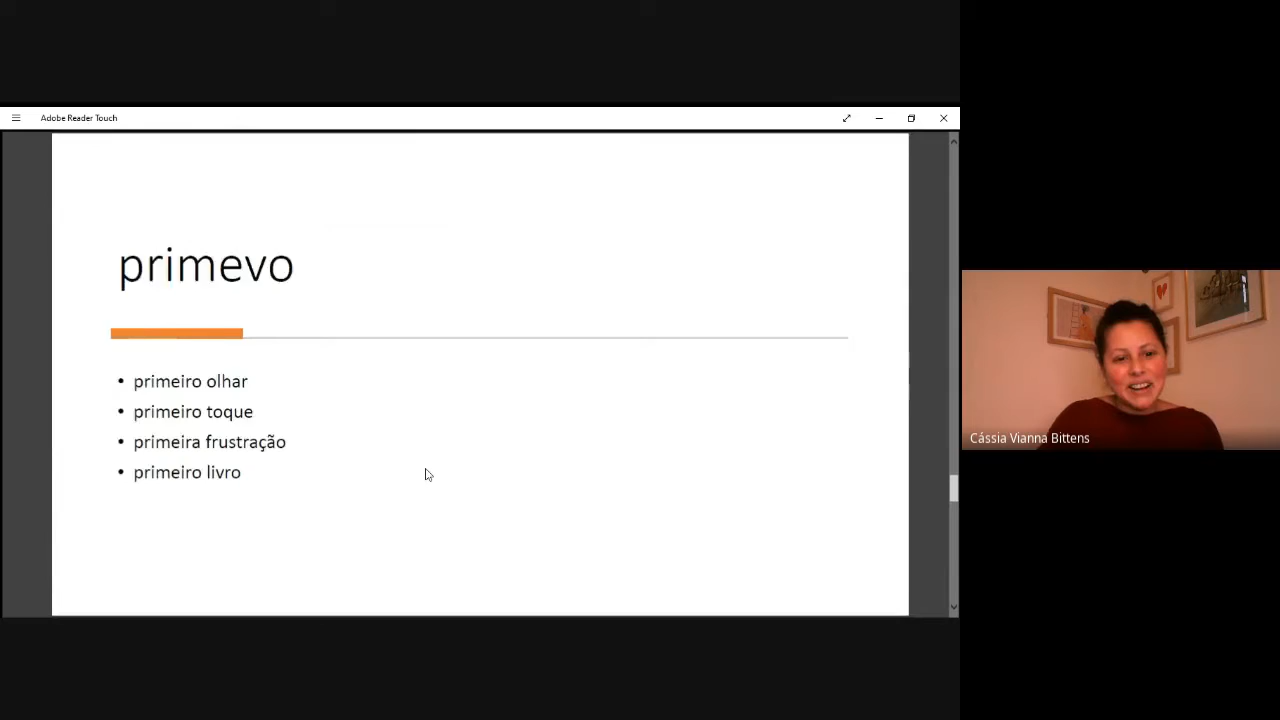 Adobe Reader Touch
primevo
• primeiro olhar
• primeiro toque
• primeira frustração
• primeiro livro
Cássia Vianna Bittens